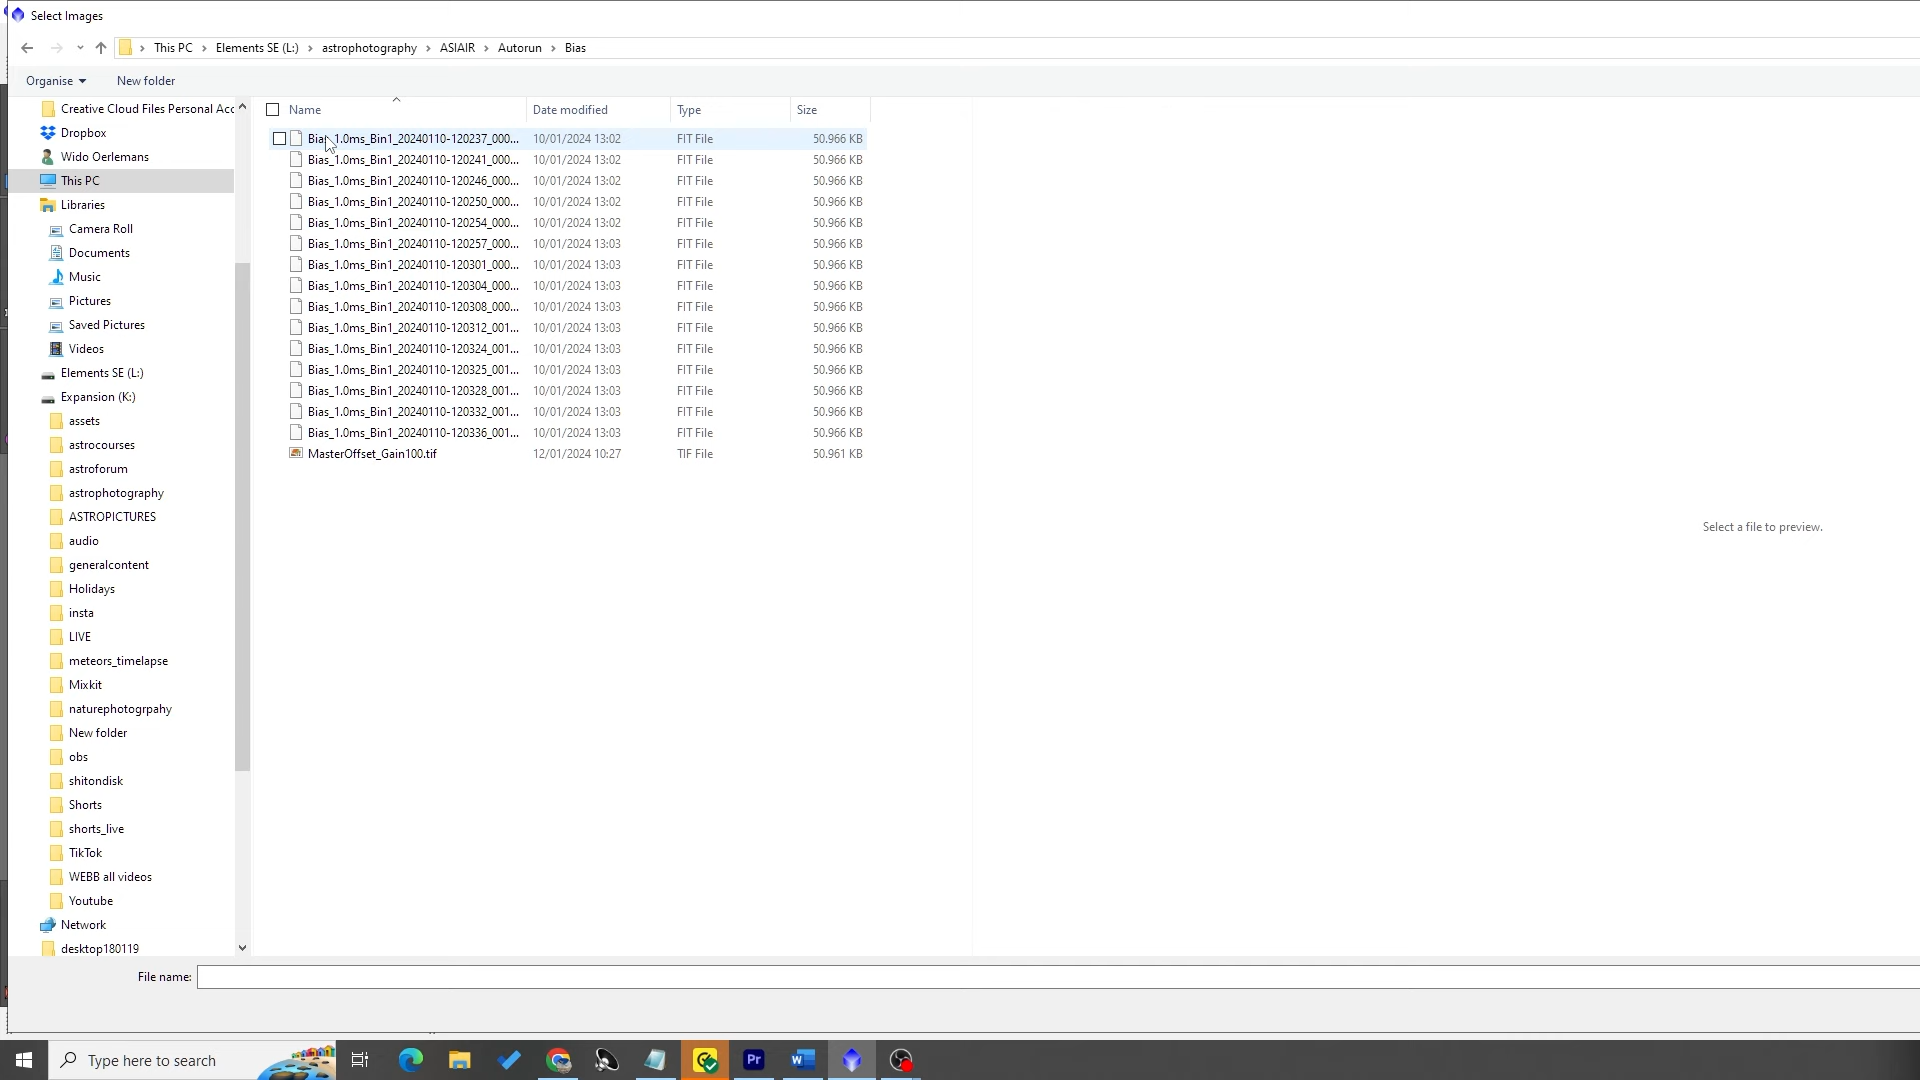 Select Images
This PC > Elements SE (L:) > astrophotography > ASIAIR > Autorun > Bias
Organise New folder
Creative Cloud Files Personal Acc
Dropbox
Wido Oerlemans
This PC
Libraries
Camera Roll
Documents
Music
Pictures
Saved Pictures
Videos
Elements SE (L:)
Expansion (K:)
assets
astrocourses
astroforum
astrophotography
ASTROPICTURES
audio
generalcontent
Holidays
insta
LIVE
meteors_timelapse
Mixkit
naturephotogrpahy
New folder
obs
shitondisk
Shorts
shorts_live
TikTok
WEBB all videos
Youtube
Network
desktop180119
Name Date modified Type Size
Bias_1.0ms_Bin1_20240110-120237_000... 10/01/2024 13:02 FIT File 50.966 KB
Bias_1.0ms_Bin1_20240110-120241_000... 10/01/2024 13:02 FIT File 50.966 KB
Bias_1.0ms_Bin1_20240110-120246_000... 10/01/2024 13:02 FIT File 50.966 KB
Bias_1.0ms_Bin1_20240110-120250_000... 10/01/2024 13:02 FIT File 50.966 KB
Bias_1.0ms_Bin1_20240110-120254_000... 10/01/2024 13:02 FIT File 50.966 KB
Bias_1.0ms_Bin1_20240110-120257_000... 10/01/2024 13:03 FIT File 50.966 KB
Bias_1.0ms_Bin1_20240110-120301_000... 10/01/2024 13:03 FIT File 50.966 KB
Bias_1.0ms_Bin1_20240110-120304_000... 10/01/2024 13:03 FIT File 50.966 KB
Bias_1.0ms_Bin1_20240110-120308_000... 10/01/2024 13:03 FIT File 50.966 KB
Bias_1.0ms_Bin1_20240110-120312_001... 10/01/2024 13:03 FIT File 50.966 KB
Bias_1.0ms_Bin1_20240110-120324_001... 10/01/2024 13:03 FIT File 50.966 KB
Bias_1.0ms_Bin1_20240110-120325_001... 10/01/2024 13:03 FIT File 50.966 KB
Bias_1.0ms_Bin1_20240110-120328_001... 10/01/2024 13:03 FIT File 50.966 KB
Bias_1.0ms_Bin1_20240110-120332_001... 10/01/2024 13:03 FIT File 50.966 KB
Bias_1.0ms_Bin1_20240110-120336_001... 10/01/2024 13:03 FIT File 50.966 KB
MasterOffset_Gain100.tif 12/01/2024 10:27 TIF File 50.961 KB
Select a file to preview.
File name:
Type here to search
Pr
W